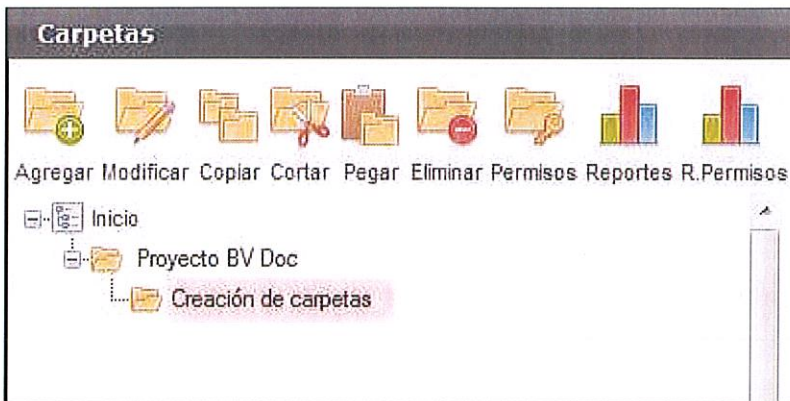 Carpetas
Agregar Modificar Copiar Cortar Pegar Eliminar Permisos Reportes R.Permisos
Inicio
Proyecto BV Doc
Creación de carpetas